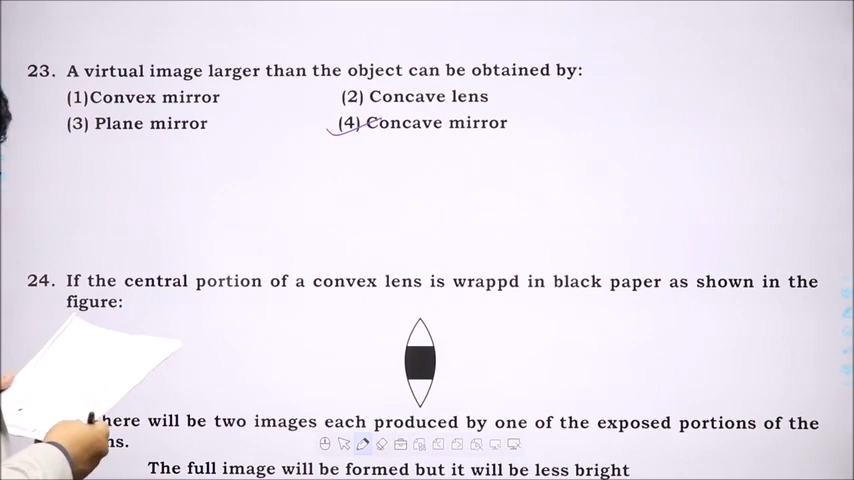 23. A virtual image larger than the object can be obtained by:
(1)Convex mirror (2) Concave lens
(3) Plane mirror (4) Concave mirror
24. If the central portion of a convex lens is wrappd in black paper as shown in the
figure:
will be two images each produced by one of the exposed portions of the
The full image will be formed but it will be less bright